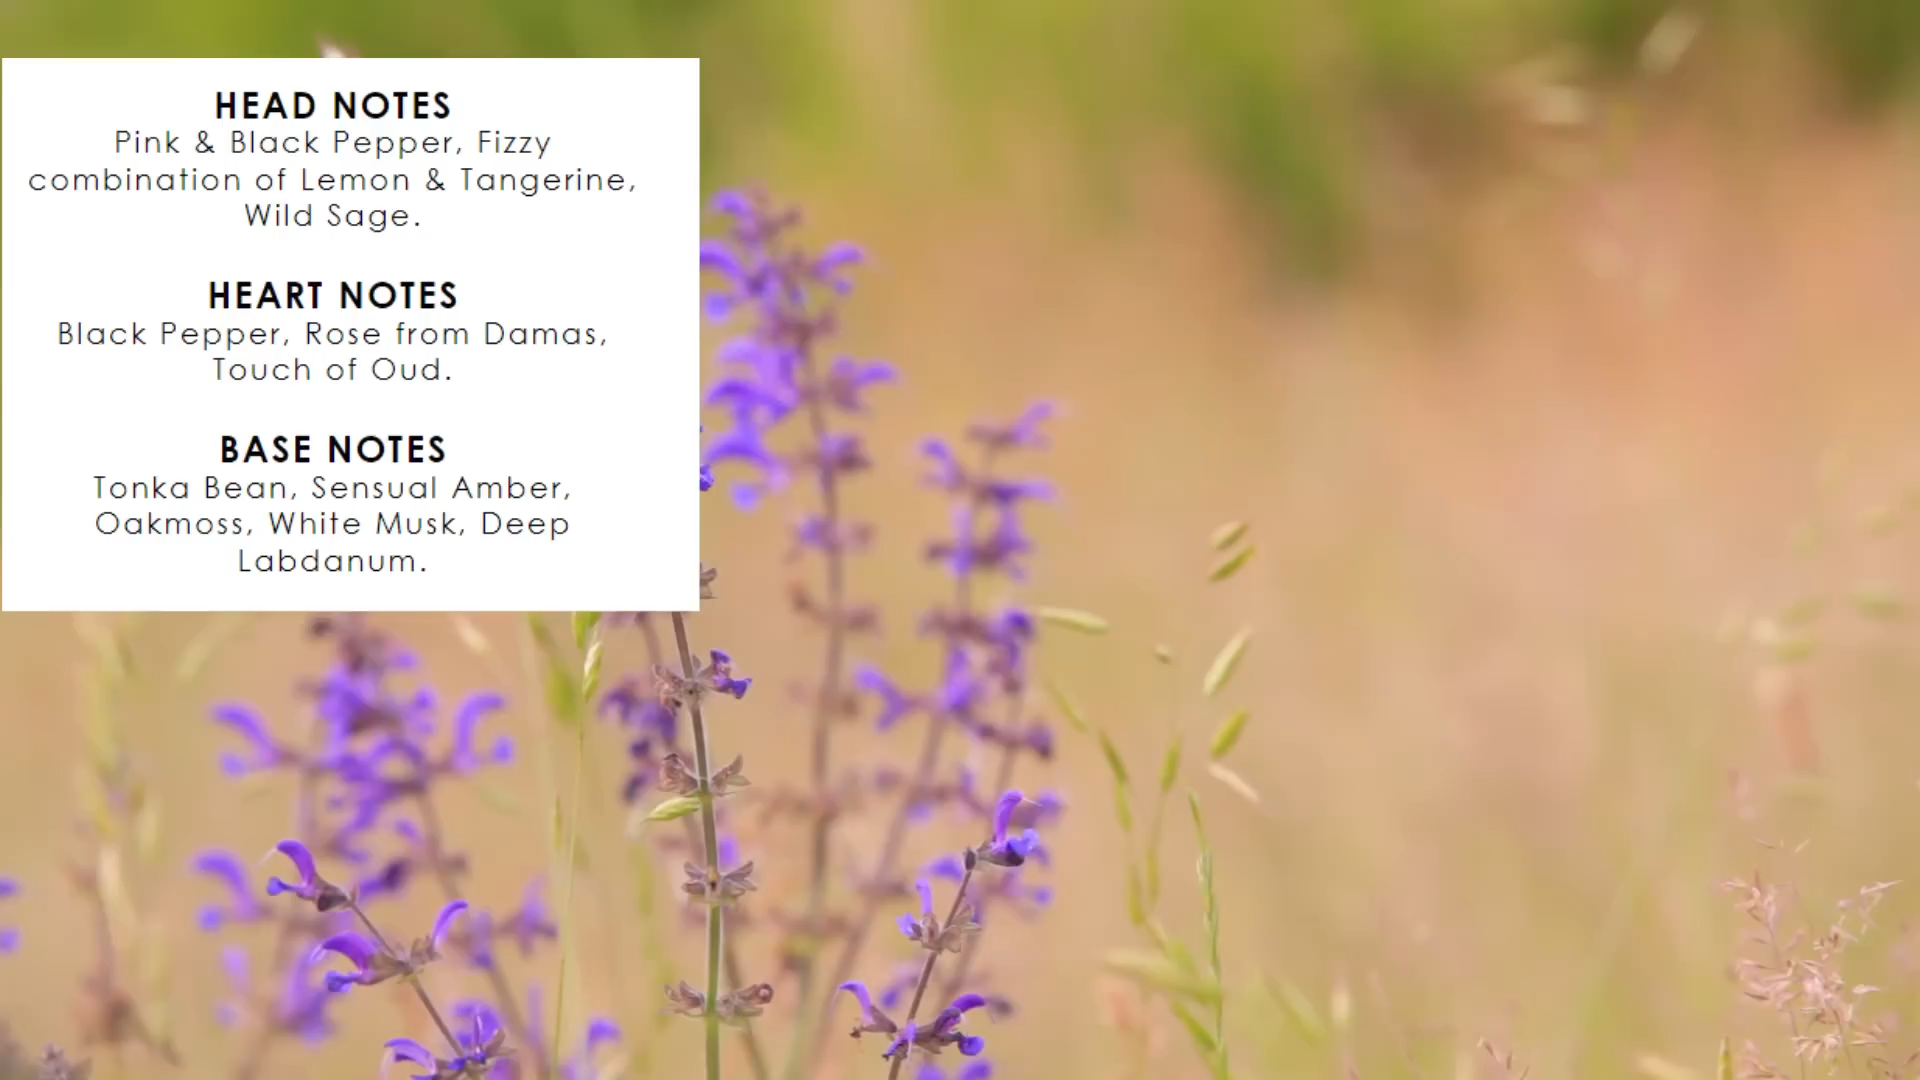 HEAD NOTES
Pink & Black Pepper, Fizzy
combination of Lemon & Tangerine,
Wild Sage.
HEART NOTES
Black Pepper, Rose from Damas,
Touch of Oud.
BASE NOTES
Tonka Bean, Sensual Amber,
Oakmoss, White Musk, Deep
Labdanum.